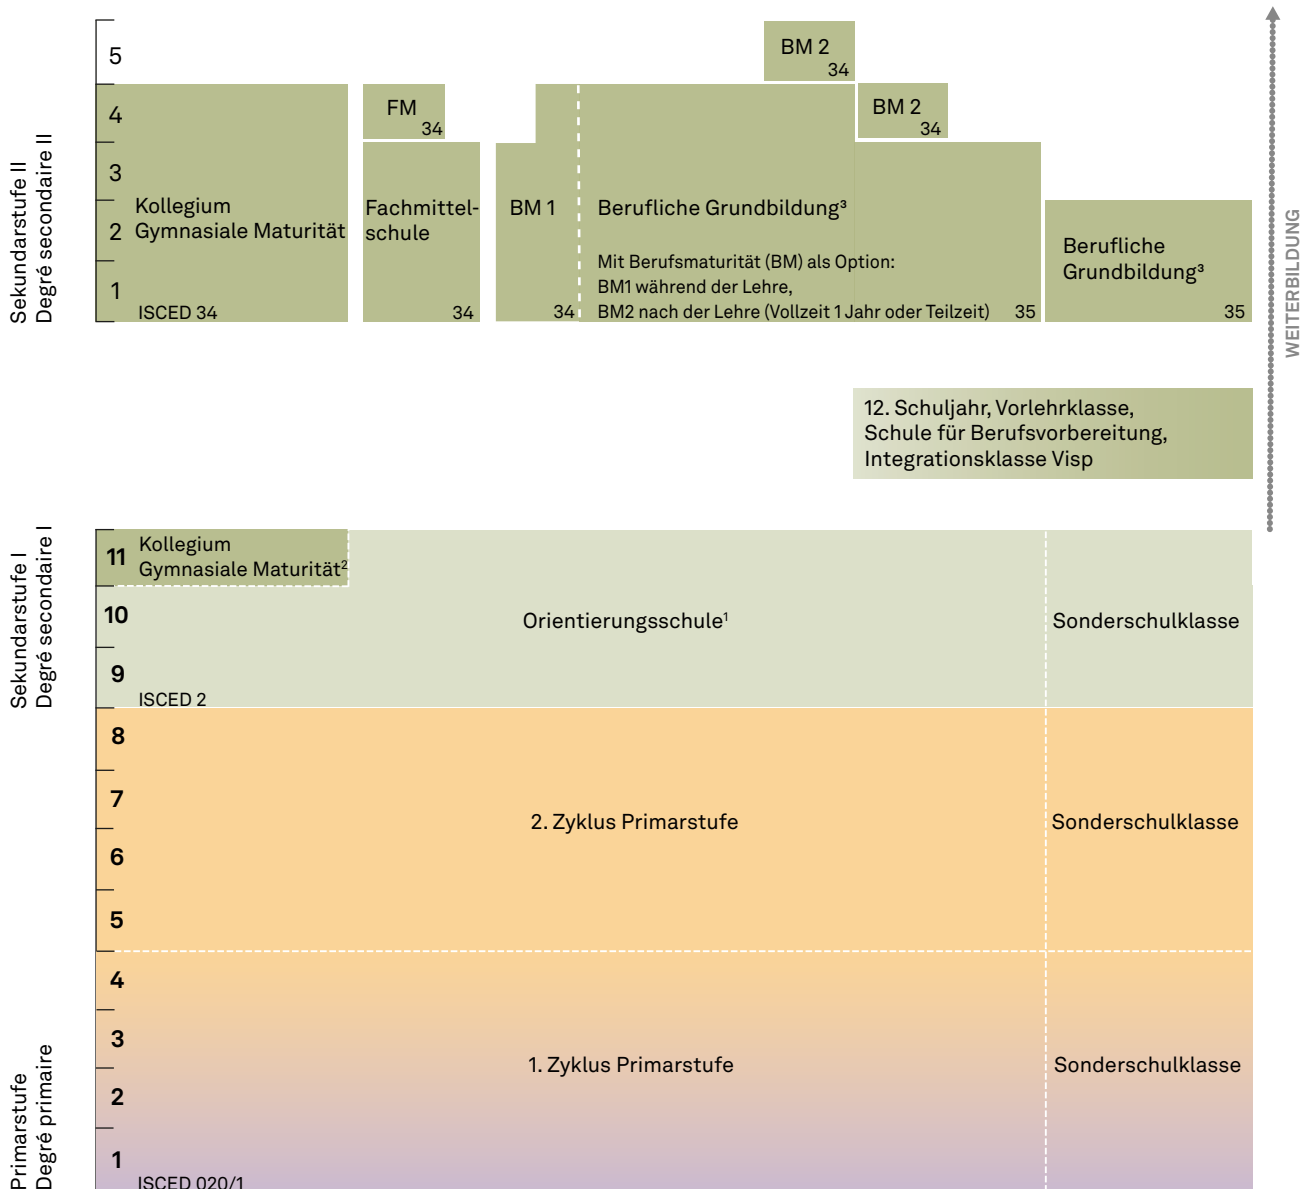 Sekundarstufe II
Degré secondaire II
5
4
3
2
1
BM 2
34
FM
34
BM 2
34
Kollegium
Gymnasiale Maturität
ISCED 34
Fachmittel-
schule
34
BM 1
34
Berufliche Grundbildung³
Mit Berufsmaturität (BM) als Option:
BM1 während der Lehre,
BM2 nach der Lehre (Vollzeit 1 Jahr oder Teilzeit)
35
Berufliche
Grundbildung³
35
WEITERBILDUNG
12. Schuljahr, Vorlehrklasse,
Schule für Berufsvorbereitung,
Integrationsklasse Visp
Sekundarstufe I
Degré secondaire I
11
10
9
Kollegium
Gymnasiale Maturität²
Orientierungsschule¹
Sonderschulklasse
ISCED 2
8
7
6
5
2. Zyklus Primarstufe
Sonderschulklasse
Primarstufe
Degré primaire
4
3
2
1
1. Zyklus Primarstufe
Sonderschulklasse
ISCED 020/1